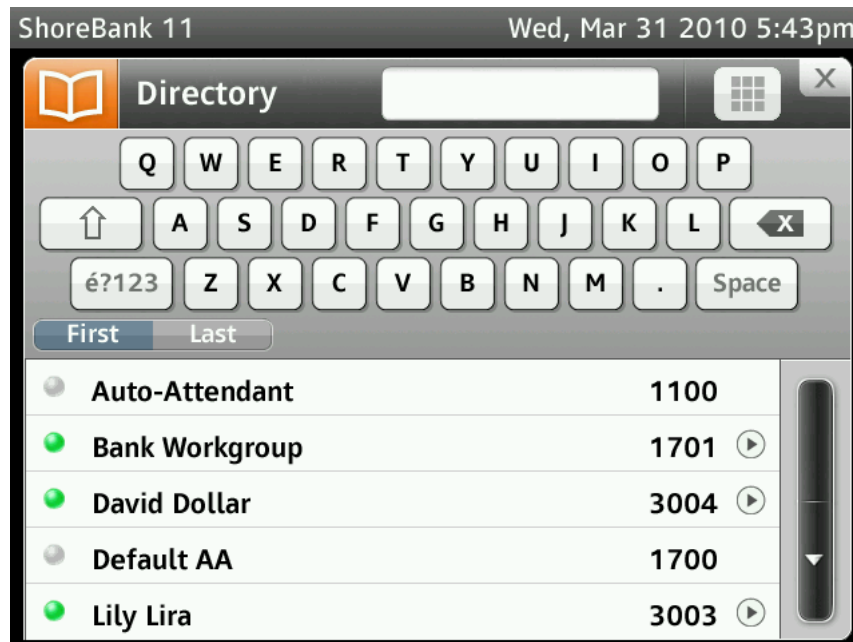 ShoreBank 11 Wed, Mar 31 2010 5:43pm
Directory X
Q W E R T Y U I O P
A S D F G H J K L X
é?123 Z X C V B N M . Space
First Last
Auto-Attendant 1100
Bank Workgroup 1701
David Dollar 3004
Default AA 1700
Lily Lira 3003